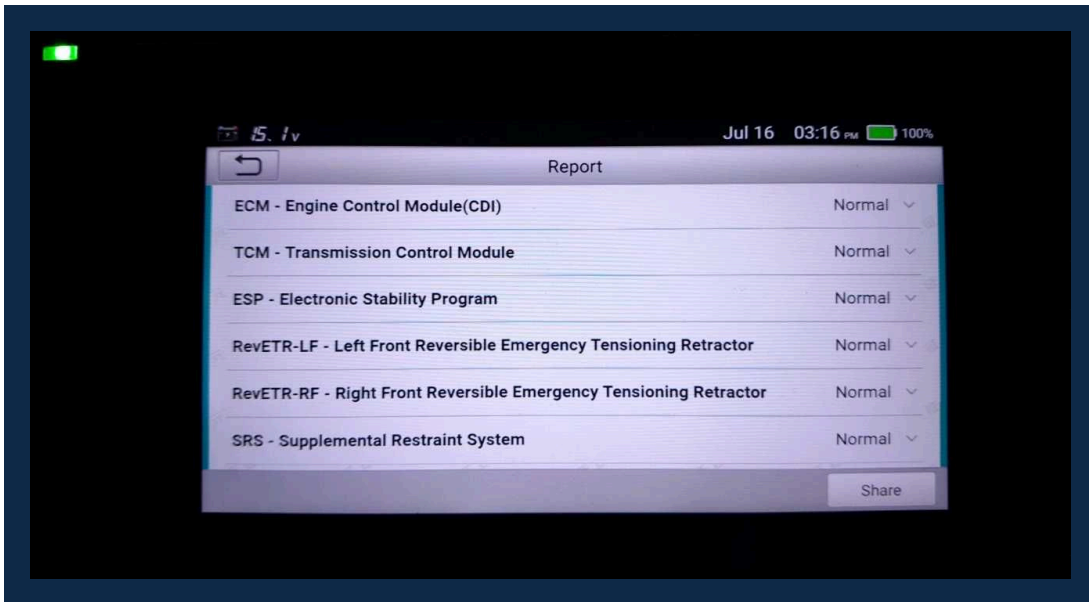 15.1v Jul 16 03:16 PM 100%
Report
ECM - Engine Control Module(CDI) Normal
TCM - Transmission Control Module Normal
ESP - Electronic Stability Program Normal
RevETR-LF - Left Front Reversible Emergency Tensioning Retractor Normal
RevETR-RF - Right Front Reversible Emergency Tensioning Retractor Normal
SRS - Supplemental Restraint System Normal
Share